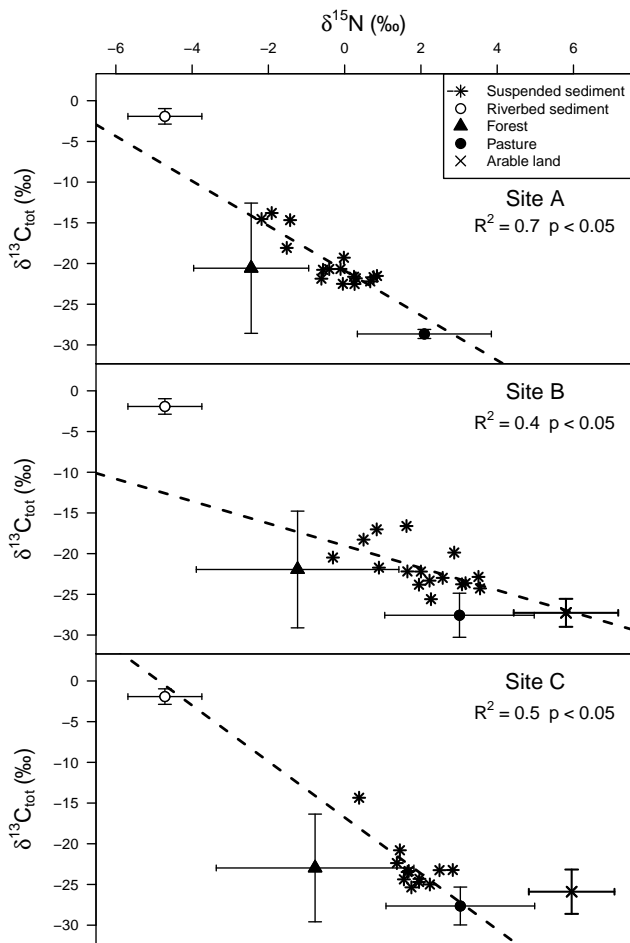 δ15N (‰)
−6 −4 −2 0 2 4 6
Suspended sediment
Riverbed sediment
Forest
Pasture
Arable land
Site A
R2 = 0.7 p < 0.05
δ13Ctot (‰)
0
−5
−10
−15
−20
−25
−30
Site B
R2 = 0.4 p < 0.05
δ13Ctot (‰)
0
−5
−10
−15
−20
−25
−30
Site C
R2 = 0.5 p < 0.05
δ13Ctot (‰)
0
−5
−10
−15
−20
−25
−30